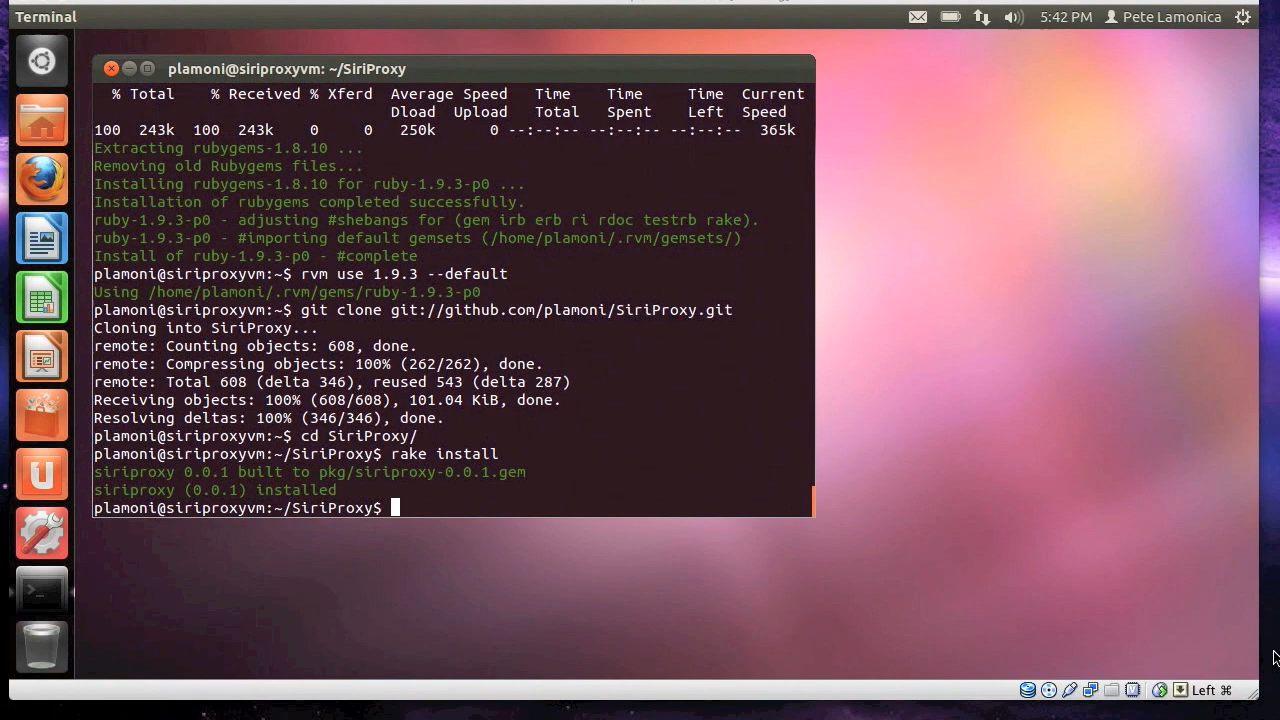 Terminal
5:42 PM Pete Lamonica
plamoni@siriproxyvm: ~/SiriProxy
% Total % Received % Xferd Average Speed Time Time Time Current
Dload Upload Total Spent Left Speed
100 243k 100 243k 0 0 250k 0 --:--:-- --:--:-- --:--:-- 365k
Extracting rubygems-1.8.10 ...
Removing old Rubygems files...
Installing rubygems-1.8.10 for ruby-1.9.3-p0 ...
Installation of rubygems completed successfully.
ruby-1.9.3-p0 - adjusting #shebangs for (gem irb erb ri rdoc testrb rake).
ruby-1.9.3-p0 - #importing default gemsets (/home/plamoni/.rvm/gemsets/)
Install of ruby-1.9.3-p0 - #complete
plamoni@siriproxyvm:~$ rvm use 1.9.3 --default
Using /home/plamoni/.rvm/gems/ruby-1.9.3-p0
plamoni@siriproxyvm:~$ git clone git://github.com/plamoni/SiriProxy.git
Cloning into SiriProxy...
remote: Counting objects: 608, done.
remote: Compressing objects: 100% (262/262), done.
remote: Total 608 (delta 346), reused 543 (delta 287)
Receiving objects: 100% (608/608), 101.04 KiB, done.
Resolving deltas: 100% (346/346), done.
plamoni@siriproxyvm:~$ cd SiriProxy/
plamoni@siriproxyvm:~/SiriProxy$ rake install
siriproxy 0.0.1 built to pkg/siriproxy-0.0.1.gem
siriproxy (0.0.1) installed
plamoni@siriproxyvm:~/SiriProxy$
Left ⌘